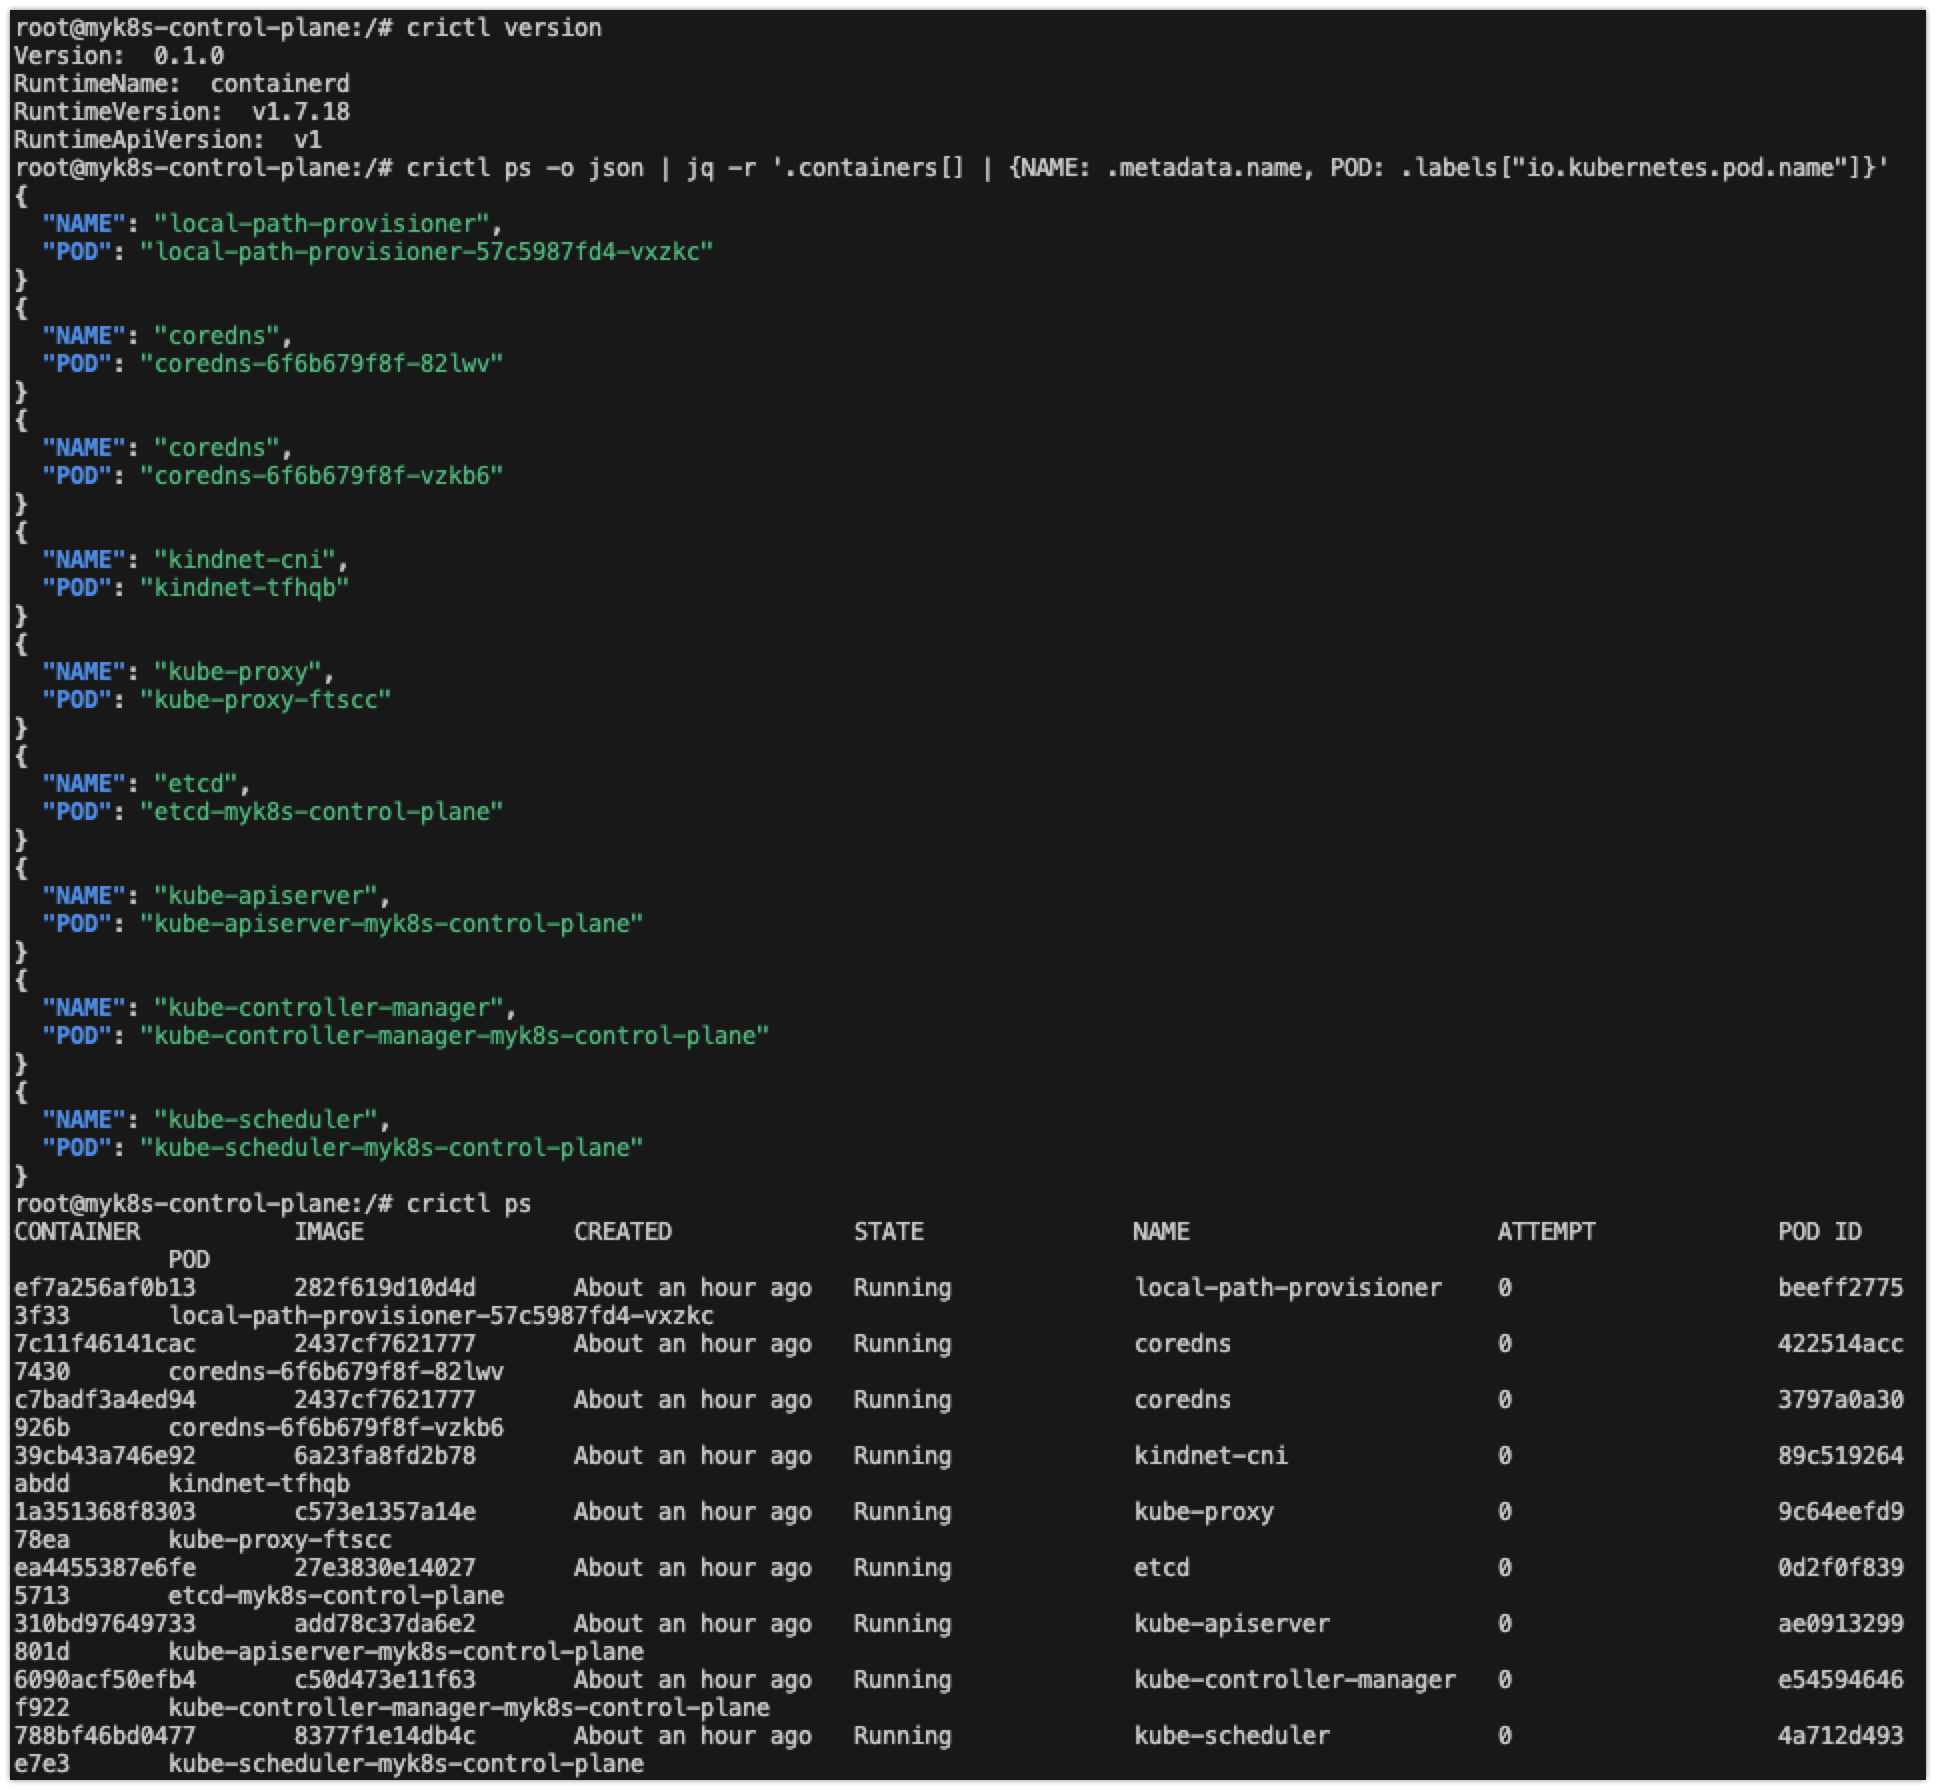 root@myk8s-control-plane:/# crictl version
Version:  0.1.0
RuntimeName:  containerd
RuntimeVersion:  v1.7.18
RuntimeApiVersion:  v1
root@myk8s-control-plane:/# crictl ps -o json | jq -r '.containers[] | {NAME: .metadata.name, POD: .labels["io.kubernetes.pod.name"]}'
{
  "NAME": "local-path-provisioner",
  "POD": "local-path-provisioner-57c5987fd4-vxzkc"
}
{
  "NAME": "coredns",
  "POD": "coredns-6f6b679f8f-82lwv"
}
{
  "NAME": "coredns",
  "POD": "coredns-6f6b679f8f-vzkb6"
}
{
  "NAME": "kindnet-cni",
  "POD": "kindnet-tfhqb"
}
{
  "NAME": "kube-proxy",
  "POD": "kube-proxy-ftscc"
}
{
  "NAME": "etcd",
  "POD": "etcd-myk8s-control-plane"
}
{
  "NAME": "kube-apiserver",
  "POD": "kube-apiserver-myk8s-control-plane"
}
{
  "NAME": "kube-controller-manager",
  "POD": "kube-controller-manager-myk8s-control-plane"
}
{
  "NAME": "kube-scheduler",
  "POD": "kube-scheduler-myk8s-control-plane"
}
root@myk8s-control-plane:/# crictl ps
CONTAINER           IMAGE               CREATED             STATE               NAME                      ATTEMPT             POD ID
           POD
ef7a256af0b13       282f619d10d4d       About an hour ago   Running             local-path-provisioner    0                   beeff2775
3f33       local-path-provisioner-57c5987fd4-vxzkc
7c11f46141cac       2437cf7621777       About an hour ago   Running             coredns                   0                   422514acc
7430       coredns-6f6b679f8f-82lwv
c7badf3a4ed94       2437cf7621777       About an hour ago   Running             coredns                   0                   3797a0a30
926b       coredns-6f6b679f8f-vzkb6
39cb43a746e92       6a23fa8fd2b78       About an hour ago   Running             kindnet-cni               0                   89c519264
abdd       kindnet-tfhqb
1a351368f8303       c573e1357a14e       About an hour ago   Running             kube-proxy                0                   9c64eefd9
78ea       kube-proxy-ftscc
ea4455387e6fe       27e3830e14027       About an hour ago   Running             etcd                      0                   0d2f0f839
5713       etcd-myk8s-control-plane
310bd97649733       add78c37da6e2       About an hour ago   Running             kube-apiserver            0                   ae0913299
801d       kube-apiserver-myk8s-control-plane
6090acf50efb4       c50d473e11f63       About an hour ago   Running             kube-controller-manager   0                   e54594646
f922       kube-controller-manager-myk8s-control-plane
788bf46bd0477       8377f1e14db4c       About an hour ago   Running             kube-scheduler            0                   4a712d493
e7e3       kube-scheduler-myk8s-control-plane